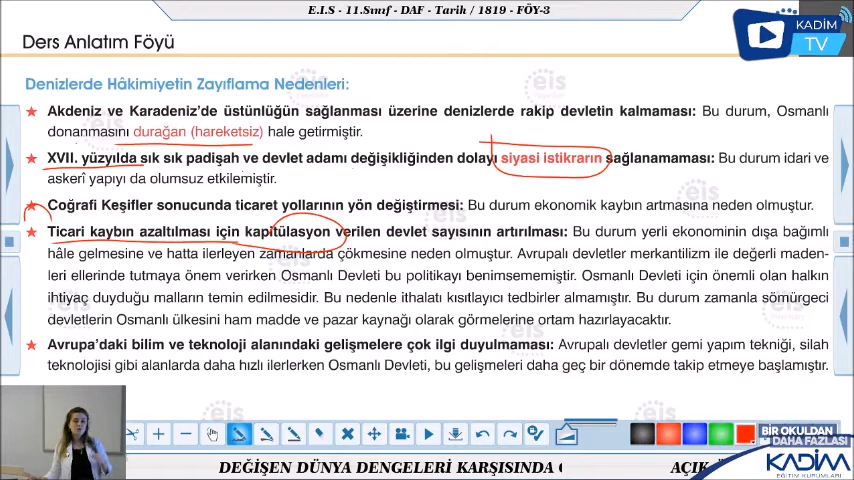 E.I.S - 11.Sınıf - DAF - Tarih / 1819 - FÖY-3
KADİM
TV
Ders Anlatım Föyü
Denizlerde Hâkimiyetin Zayıflama Nedenleri:
Akdeniz ve Karadeniz'de üstünlüğün sağlanması üzerine denizlerde rakip devletin kalmaması: Bu durum, Osmanlı
donanmasını durağan (hareketsiz) hale getirmiştir.
XVII. yüzyılda sık sık padişah ve devlet adamı değişikliğinden dolayı siyasi istikrarın sağlanamaması: Bu durum idari ve
askerî yapıyı da olumsuz etkilemiştir.
Coğrafi Keşifler sonucunda ticaret yollarının yön değiştirmesi: Bu durum ekonomik kaybın artmasına neden olmuştur.
Ticari kaybın azaltılması için kapitülasyon verilen devlet sayısının artırılması: Bu durum yerli ekonominin dışa bağımlı
hâle gelmesine ve hatta ilerleyen zamanlarda çökmesine neden olmuştur. Avrupalı devletler merkantilizm ile değerli maden-
leri ellerinde tutmaya önem verirken Osmanlı Devleti bu politikayı benimsememiştir. Osmanlı Devleti için önemli olan halkın
ihtiyaç duyduğu malların temin edilmesidir. Bu nedenle ithalatı kısıtlayıcı tedbirler almamıştır. Bu durum zamanla sömürgeci
devletlerin Osmanlı ülkesini ham madde ve pazar kaynağı olarak görmelerine ortam hazırlayacaktır.
Avrupa'daki bilim ve teknoloji alanındaki gelişmelere çok ilgi duyulmaması: Avrupalı devletler gemi yapım tekniği, silah
teknolojisi gibi alanlarda daha hızlı ilerlerken Osmanlı Devleti, bu gelişmeleri daha geç bir dönemde takip etmeye başlamıştır.
eis
eis
eis
eis
BİR OKULDAN
DAHA FAZLASI
KADİM
EĞİTİM KURUMLARI
DEĞİŞEN DÜNYA DENGELERİ KARŞISINDA
AÇIK